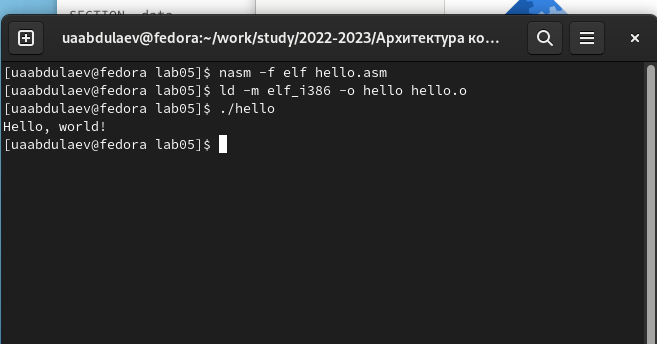 SECTION .data
uaabdulaev@fedora:~/work/study/2022-2023/Архитектура ко...
[uaabdulaev@fedora lab05]$ nasm -f elf hello.asm
[uaabdulaev@fedora lab05]$ ld -m elf_i386 -o hello hello.o
[uaabdulaev@fedora lab05]$ ./hello
Hello, world!
[uaabdulaev@fedora lab05]$